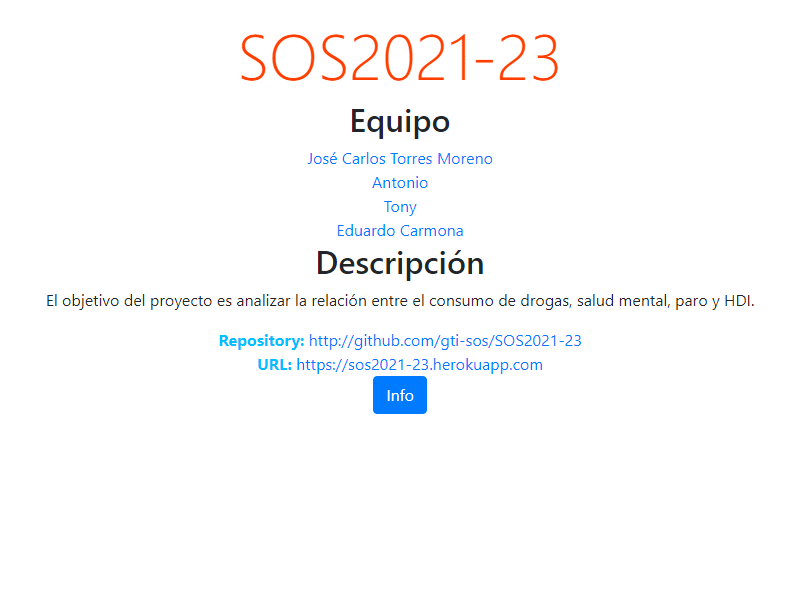 SOS2021-23
Equipo
José Carlos Torres Moreno
Antonio
Tony
Eduardo Carmona
Descripción
El objetivo del proyecto es analizar la relación entre el consumo de drogas, salud mental, paro y HDI.
Repository: http://github.com/gti-sos/SOS2021-23
URL: https://sos2021-23.herokuapp.com
Info